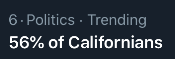 6 · Politics · Trending
56% of Californians